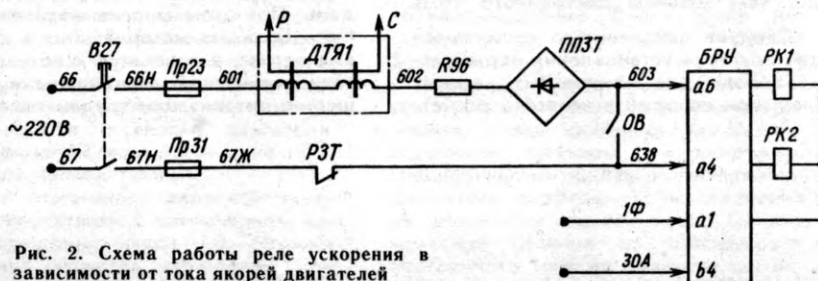 Р
С
В27
Пр23
ДТЯ1
R96
ПП37
БРУ
РК1
66
66Н
601
602
603
а6
~220 В
ОВ
РК2
Пр31
67
67Н
67Ж
РЗТ
638
а4
1Ф
а1
30А
b4
Рис. 2. Схема работы реле ускорения в
зависимости от тока якорей двигателей